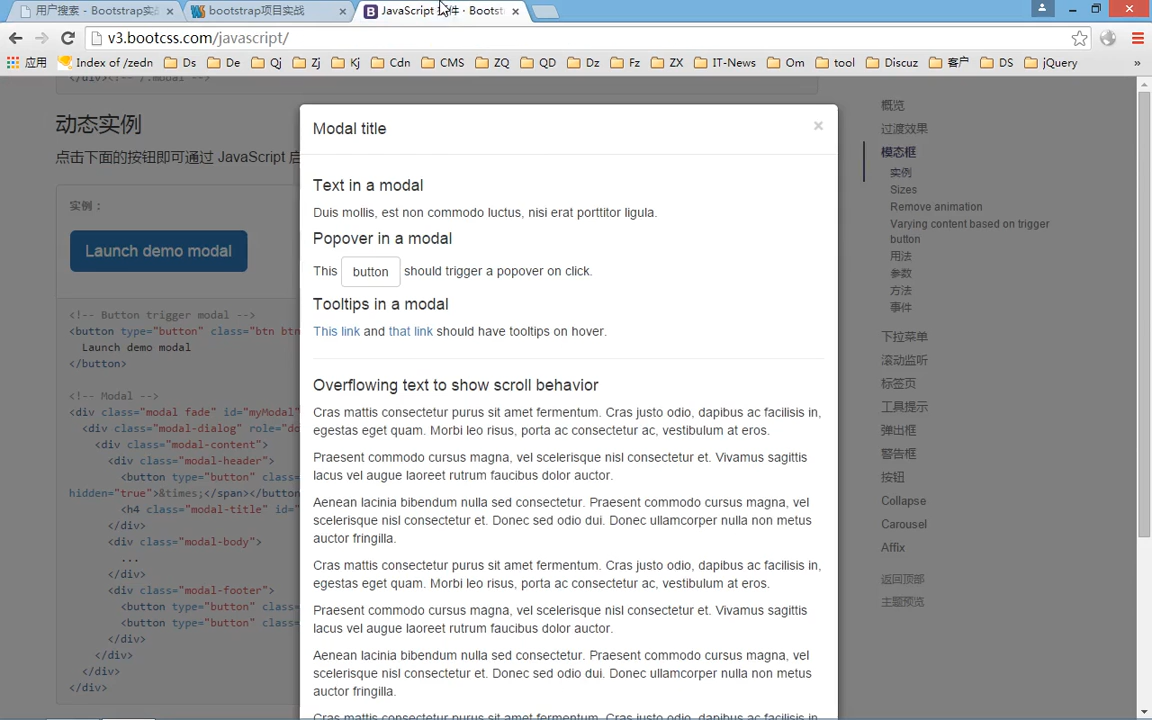 用户搜索 - Bootstrap实战
bootstrap项目实战
JavaScript 插件 · Bootst
v3.bootcss.com/javascript/
应用 Index of /zedn Ds De Qj Zj Kj Cdn CMS ZQ QD Dz Fz ZX IT-News Om tool Discuz 客户 DS jQuery »
</div><!-- /.modal -->
动态实例
点击下面的按钮即可通过 JavaScript 启
实例：
Launch demo modal
<!-- Button trigger modal -->
<button type="button" class="btn btn
Launch demo modal
</button>
<!-- Modal -->
<div class="modal fade" id="myModal"
<div class="modal-dialog" role="do
<div class="modal-content">
<div class="modal-header">
<button type="button" class=
hidden="true">&times;</span></button
<h4 class="modal-title" id=
</div>
<div class="modal-body">
...
</div>
<div class="modal-footer">
<button type="button" class=
<button type="button" class=
</div>
</div>
</div>
</div>
Modal title
×
Text in a modal
Duis mollis, est non commodo luctus, nisi erat porttitor ligula.
Popover in a modal
This button should trigger a popover on click.
Tooltips in a modal
This link and that link should have tooltips on hover.
Overflowing text to show scroll behavior
Cras mattis consectetur purus sit amet fermentum. Cras justo odio, dapibus ac facilisis in,
egestas eget quam. Morbi leo risus, porta ac consectetur ac, vestibulum at eros.
Praesent commodo cursus magna, vel scelerisque nisl consectetur et. Vivamus sagittis
lacus vel augue laoreet rutrum faucibus dolor auctor.
Aenean lacinia bibendum nulla sed consectetur. Praesent commodo cursus magna, vel
scelerisque nisl consectetur et. Donec sed odio dui. Donec ullamcorper nulla non metus
auctor fringilla.
Cras mattis consectetur purus sit amet fermentum. Cras justo odio, dapibus ac facilisis in,
egestas eget quam. Morbi leo risus, porta ac consectetur ac, vestibulum at eros.
Praesent commodo cursus magna, vel scelerisque nisl consectetur et. Vivamus sagittis
lacus vel augue laoreet rutrum faucibus dolor auctor.
Aenean lacinia bibendum nulla sed consectetur. Praesent commodo cursus magna, vel
scelerisque nisl consectetur et. Donec sed odio dui. Donec ullamcorper nulla non metus
auctor fringilla.
Cras mattis consectetur purus sit amet fermentum. Cras justo odio, dapibus ac facilisis in,
概览
过渡效果
模态框
实例
Sizes
Remove animation
Varying content based on trigger
button
用法
参数
方法
事件
下拉菜单
滚动监听
标签页
工具提示
弹出框
警告框
按钮
Collapse
Carousel
Affix
返回顶部
主题预览